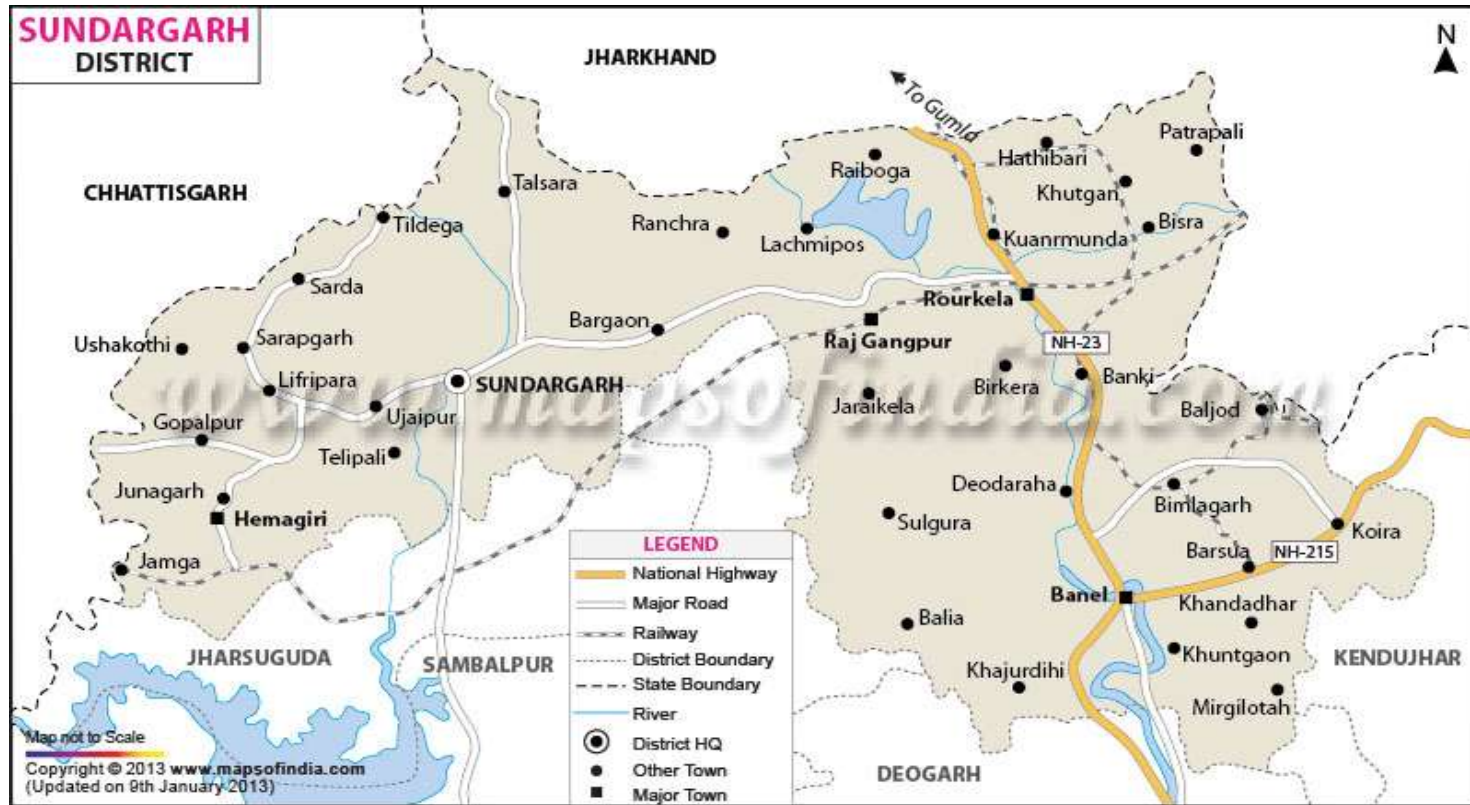 SUNDARGARH
DISTRICT
JHARKHAND
N
To Gumla
Patrapali
Hathibari
Raiboga
Khutgan
CHHATTISGARH
Talsara
Tildega
Ranchra
Lachmipos
Kuanrmunda
Bisra
Sarda
Rourkela
Bargaon
Ushakothi
Sarapgarh
Raj Gangpur
NH-23
Lifripara
SUNDARGARH
Birkera
Banki
www.mapsofindia.com
Jaraikela
Baljod
Gopalpur
Ujaipur
Telipali
Junagarh
Deodaraha
Bimlagarh
Hemagiri
Sulgura
Koira
Jamga
Barsua
NH-215
Banel
Khandadhar
Balia
JHARSUGUDA
SAMBALPUR
Khuntgaon
KENDUJHAR
Khajurdihi
Mirgilotah
DEOGARH
LEGEND
National Highway
Major Road
Railway
District Boundary
State Boundary
River
District HQ
Other Town
Major Town
Map not to Scale
Copyright © 2013 www.mapsofindia.com
(Updated on 9th January 2013)